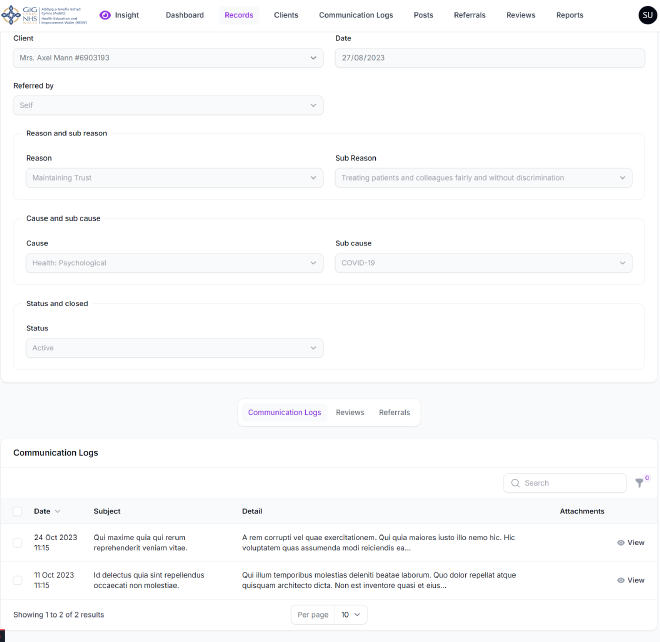 GIG
NHS
Addysg a Gwella Iechyd
Cymru (AaGIC)
Health Education and
Improvement Wales (HEIW)
Insight
Dashboard
Records
Clients
Communication Logs
Posts
Referrals
Reviews
Reports
SU
Client
Date
Mrs. Axel Mann #6903193
27/08/2023
Referred by
Self
Reason and sub reason
Reason
Sub Reason
Maintaining Trust
Treating patients and colleagues fairly and without discrimination
Cause and sub cause
Cause
Sub cause
Health: Psychological
COVID-19
Status and closed
Status
Active
Communication Logs
Reviews
Referrals
Communication Logs
Search
0
Date
Subject
Detail
Attachments
24 Oct 2023
11:15
Qui maxime quia qui rerum
reprehenderit veniam vitae.
A rem corrupti vel quae exercitationem. Qui quia maiores iusto illo nemo hic. Hic
voluptatem quas assumenda modi reiciendis ea...
View
11 Oct 2023
11:15
Id delectus quia sint repellendus
occaecati non molestiae.
Qui illum temporibus molestias deleniti beatae laborum. Quo dolor repellat atque
quisquam architecto dicta. Non est inventore quasi et eius...
View
Showing 1 to 2 of 2 results
Per page
10